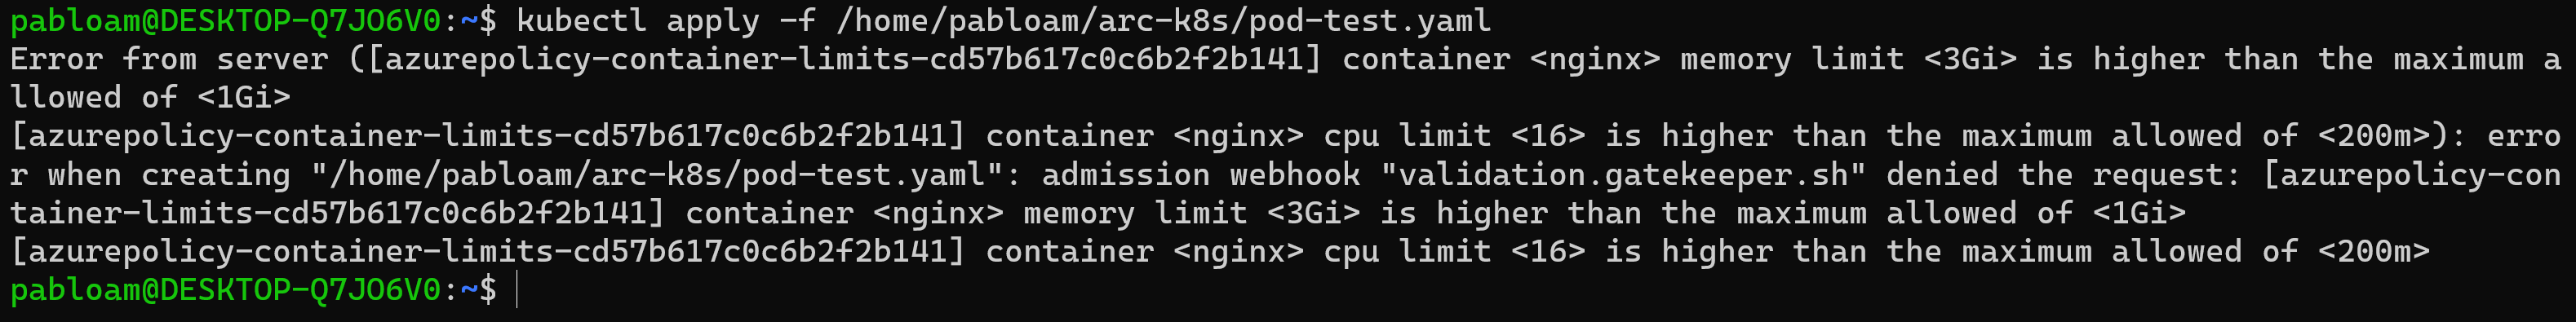 pabloam@DESKTOP-Q7JO6V0:~$ kubectl apply -f /home/pabloam/arc-k8s/pod-test.yaml
Error from server ([azurepolicy-container-limits-cd57b617c0c6b2f2b141] container <nginx> memory limit <3Gi> is higher than the maximum a
llowed of <1Gi>
[azurepolicy-container-limits-cd57b617c0c6b2f2b141] container <nginx> cpu limit <16> is higher than the maximum allowed of <200m>): erro
r when creating "/home/pabloam/arc-k8s/pod-test.yaml": admission webhook "validation.gatekeeper.sh" denied the request: [azurepolicy-con
tainer-limits-cd57b617c0c6b2f2b141] container <nginx> memory limit <3Gi> is higher than the maximum allowed of <1Gi>
[azurepolicy-container-limits-cd57b617c0c6b2f2b141] container <nginx> cpu limit <16> is higher than the maximum allowed of <200m>
pabloam@DESKTOP-Q7JO6V0:~$